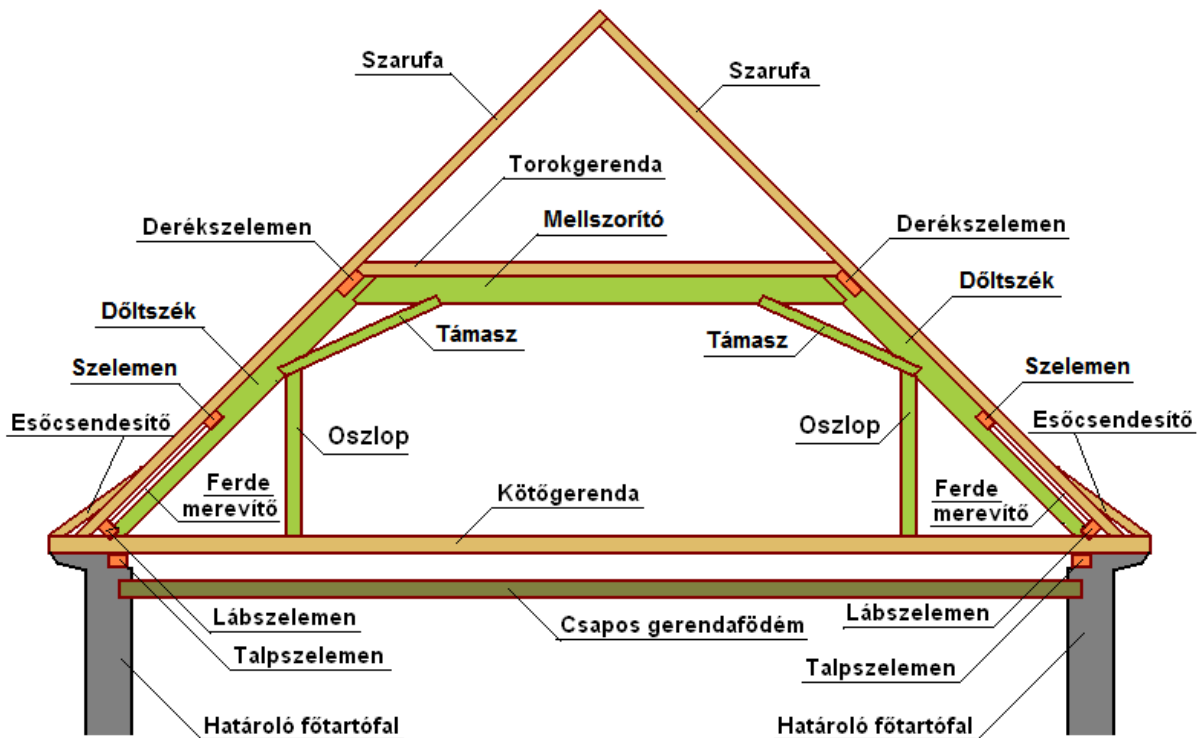 Szarufa
Szarufa
Torokgerenda
Mellszorító
Derékszelemen
Derékszelemen
Dőltszék
Dőltszék
Támasz
Támasz
Szelemen
Szelemen
Esőcsendesítő
Esőcsendesítő
Oszlop
Oszlop
Ferde
merevítő
Kötőgerenda
Ferde
merevítő
Lábszelemen
Csapos gerendafödém
Lábszelemen
Talpszelemen
Talpszelemen
Határoló főtartófal
Határoló főtartófal